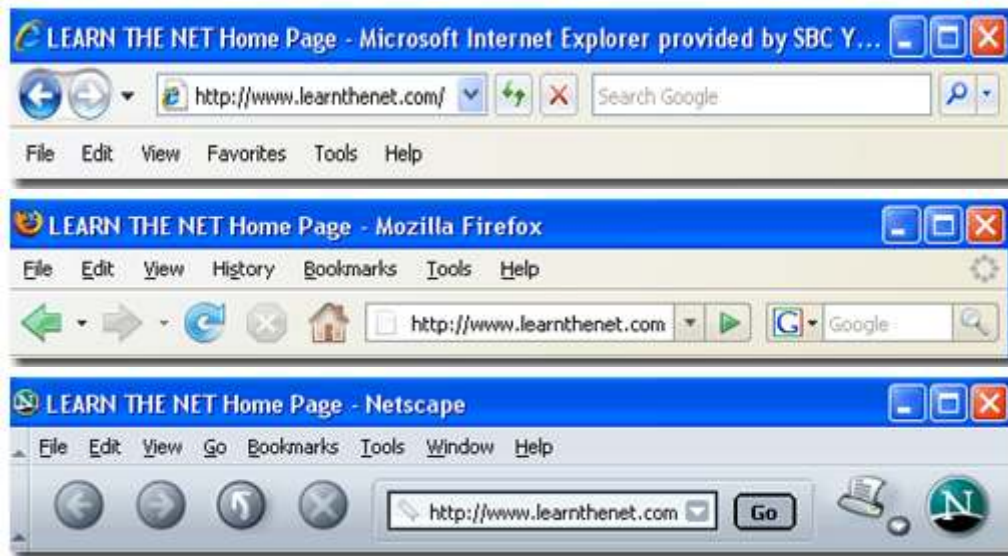 LEARN THE NET Home Page - Microsoft Internet Explorer provided by SBC Y...
http://www.learnthenet.com/ Search Google
File Edit View Favorites Tools Help
LEARN THE NET Home Page - Mozilla Firefox
File Edit View History Bookmarks Tools Help
http://www.learnthenet.com G Google
LEARN THE NET Home Page - Netscape
File Edit View Go Bookmarks Tools Window Help
http://www.learnthenet.com Go N